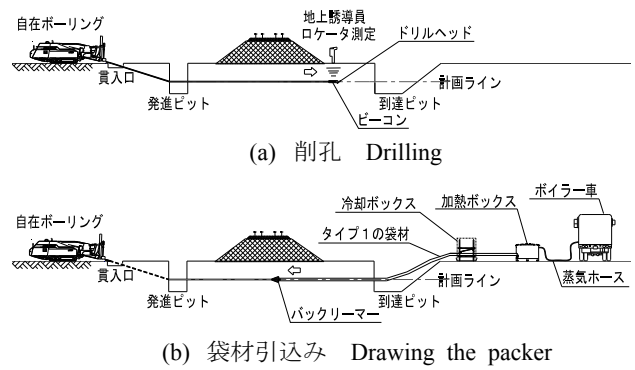 自在ボーリング
地上誘導員
ロケータ測定
ドリルヘッド
貫入口
発進ピット
到達ピット
計画ライン
ビーコン
(a) 削孔 Drilling
自在ボーリング
冷却ボックス
加熱ボックス
ボイラー車
タイプ1の袋材
貫入口
発進ピット
到達ピット
計画ライン
蒸気ホース
バックリーマー
(b) 袋材引込み Drawing the packer